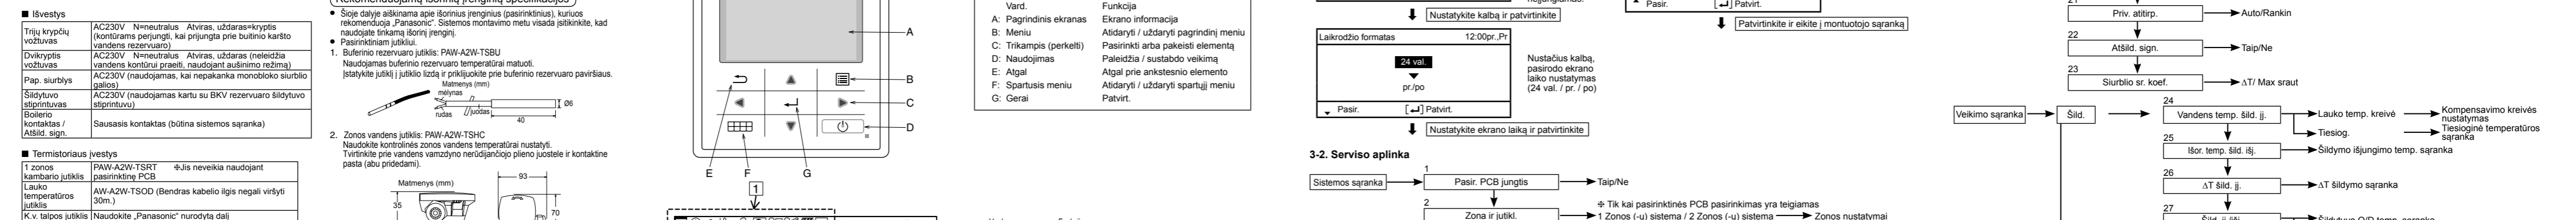 ■ Išvestys
Trijų krypčių vožtuvas
AC230V N=neutralus Atviras, uždaras=kryptis
(kontūrams perjungti, kai prijungta prie buitinio karšto
vandens rezervuaro)
Dvikryptis vožtuvas
AC230V N=neutralus Atviras, uždaras (neleidžia
vandens kontūrui praeiti, naudojant aušinimo režimą)
Pap. siurblys
AC230V (naudojamas, kai nepakanka monobloko siurblio
galios)
Šildytuvo stiprintuvas
AC230V (naudojamas kartu su BKV rezervuaro šildytuvo
stiprintuvu)
Boilerio
kontaktas /
Atšild. sign.
Sausasis kontaktas (būtina sistemos sąranka)
■ Termistoriaus įvestys
1 zonos
kambario jutiklis
PAW-A2W-TSRT ✙Jis neveikia naudojant
pasirinktinę PCB
Lauko
temperatūros
jutiklis
AW-A2W-TSOD (Bendras kabelio ilgis negali viršyti
30m.)
K.v. talpos jutiklis
Naudokite „Panasonic“ nurodytą dalį
Rekomenduojamų išorinių įrenginių specifikacijos
● Šioje dalyje aiškinama apie išorinius įrenginius (pasirinktinius), kuriuos
rekomenduoja „Panasonic“. Sistemos montavimo metu visada įsitikinkite, kad
naudojate tinkamą išorinį įrenginį.
● Pasirinktiniam jutikliui.
1. Buferinio rezervuaro jutiklis: PAW-A2W-TSBU
Naudojamas buferinio rezervuaro temperatūrai matuoti.
Įstatykite jutiklį į jutiklio lizdą ir priklijuokite prie buferinio rezervuaro paviršiaus.
Matmenys (mm)
mėlynas
rudas
juodas
Ø6
40
2. Zonos vandens jutiklis: PAW-A2W-TSHC
Naudokite kontrolinės zonos vandens temperatūrai nustatyti.
Tvirtinkite prie vandens vamzdyno nerūdijančiojo plieno juostele ir kontaktine
pasta (abu pridedami).
Matmenys (mm)
93
35
70
A
B
C
D
E
F
G
1
Vard. Funkcija
A: Pagrindinis ekranas Ekrano informacija
B: Meniu Atidaryti / uždaryti pagrindinį meniu
C: Trikampis (perkelti) Pasirinkti arba pakeisti elementą
D: Naudojimas Paleidžia / sustabdo veikimą
E: Atgal Atgal prie ankstesnio elemento
F: Spartusis meniu Atidaryti / uždaryti spartųjį meniu
G: Gerai Patvirt.
Nustatykite kalbą ir patvirtinkite
Laikrodžio formatas 12:00pr.,Pr
24 val.
pr./po
Pasir. [↵] Patvirt.
Nustačius kalbą,
pasirodo ekrano
laiko nustatymas
(24 val. / pr. / po)
Nustatykite ekrano laiką ir patvirtinkite
Pasir. [↵] Patvirt.
Patvirtinkite ir eikite į montuotojo sąranką
3-2. Serviso aplinka
Sistemos sąranka
1
Pasir. PCB jungtis
Taip/Ne
✙ Tik kai pasirinktinės PCB pasirinkimas yra teigiamas
2
Zona ir jutikl.
1 Zonos (-u) sistema / 2 Zonos (-u) sistema
Zonos nustatymai
Priv. atitirp.
Auto/Rankin
22
Atšild. sign.
Taip/Ne
23
Siurblio sr. koef.
ΔT/ Max sraut
Veikimo sąranka
Šild.
24
Vandens temp. šild. įj.
Lauko temp. kreivė
Kompensavimo kreivės
nustatymas
Tiesiog.
Tiesioginė temperatūros
sąranka
25
Išor. temp. šild. išj.
Šildymo išjungimo temp. saranka
26
ΔT šild. įj.
ΔT šildymo sąranka
27